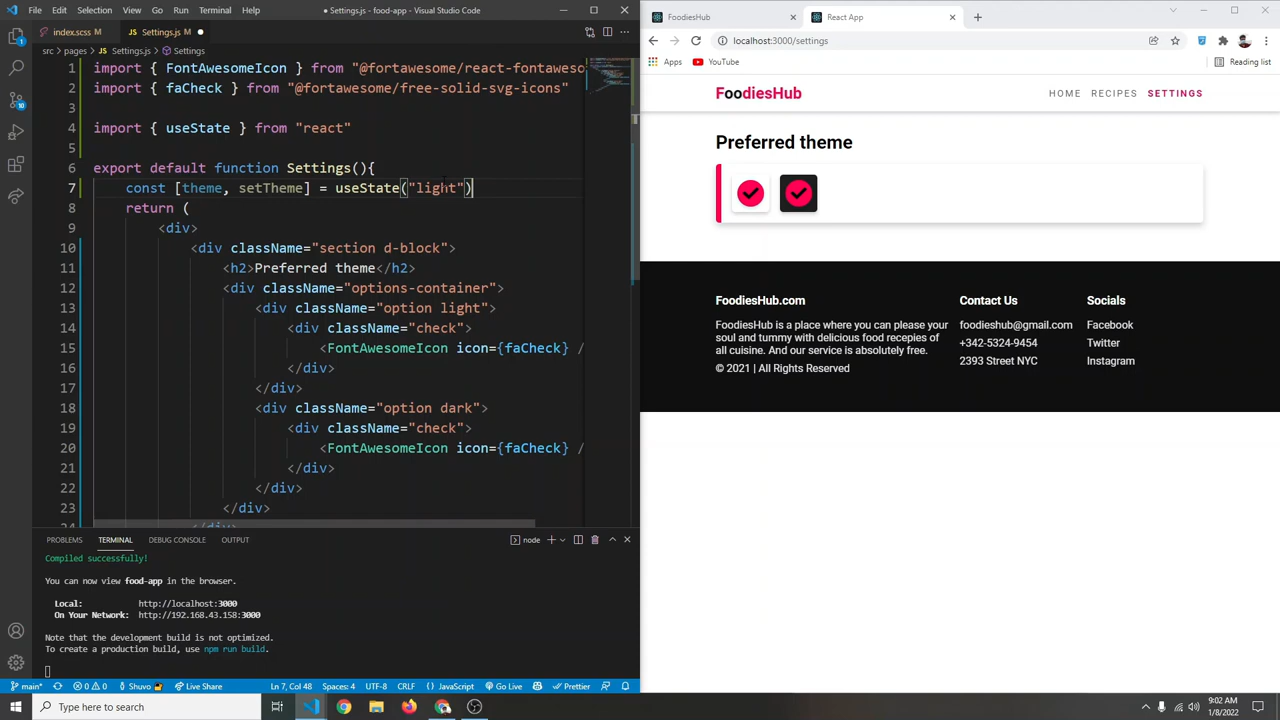 File Edit Selection View Go Run Terminal Help
● Settings.js - food-app - Visual Studio Code
index.scss M
JS Settings.js M ●
src > pages > JS Settings.js > Settings
1 import { FontAwesomeIcon } from "@fortawesome/react-fontaweso
2 import { faCheck } from "@fortawesome/free-solid-svg-icons"
3
4 import { useState } from "react"
5
6 export default function Settings(){
7 const [theme, setTheme] = useState("light")
8 return (
9 <div>
10 <div className="section d-block">
11 <h2>Preferred theme</h2>
12 <div className="options-container">
13 <div className="option light">
14 <div className="check">
15 <FontAwesomeIcon icon={faCheck} /
16 </div>
17 </div>
18 <div className="option dark">
19 <div className="check">
20 <FontAwesomeIcon icon={faCheck} /
21 </div>
22 </div>
23 </div>
24 </div>
PROBLEMS TERMINAL DEBUG CONSOLE OUTPUT
node
Compiled successfully!
You can now view food-app in the browser.
Local: http://localhost:3000
On Your Network: http://192.168.43.158:3000
Note that the development build is not optimized.
To create a production build, use npm run build.
main* 0 0 Shuvo Live Share Ln 7, Col 48 Spaces: 4 UTF-8 CRLF JavaScript Go Live Prettier
FoodiesHub
React App
localhost:3000/settings
Apps YouTube Reading list
FoodiesHub
HOME RECIPES SETTINGS
Preferred theme
FoodiesHub.com
FoodiesHub is a place where you can please your
soul and tummy with delicious food recepies of
all cuisine. And our service is absolutely free.
© 2021 | All Rights Reserved
Contact Us
foodieshub@gmail.com
+342-5324-9454
2393 Street NYC
Socials
Facebook
Twitter
Instagram
Type here to search
9:02 AM
1/8/2022